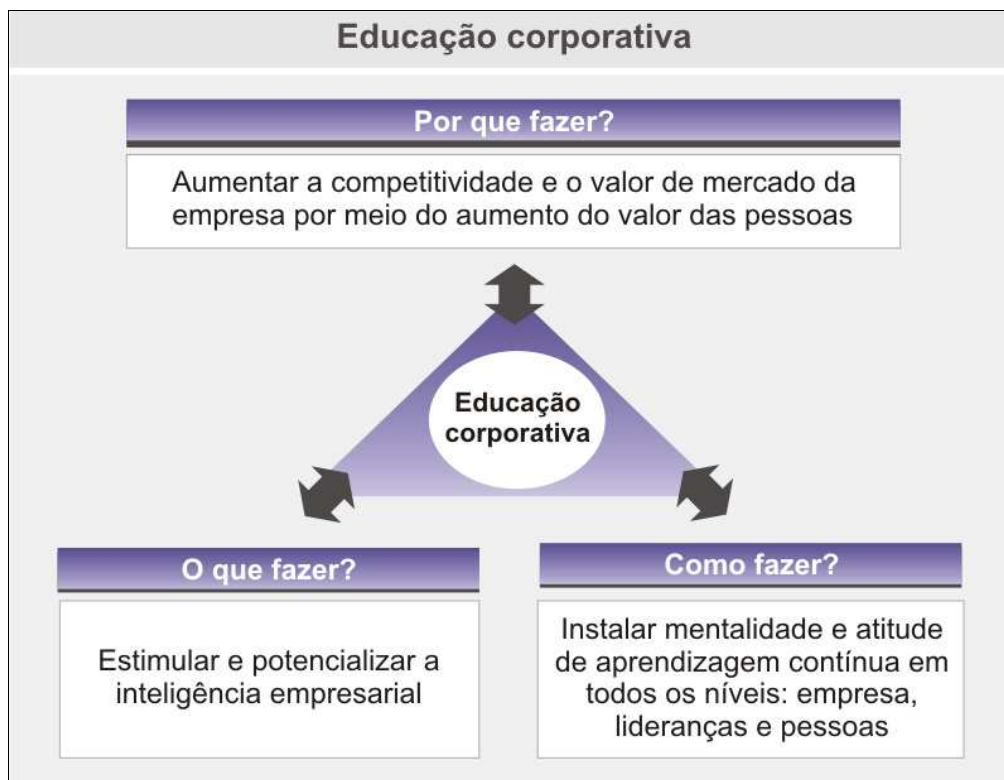 Educação corporativa
Por que fazer?
Aumentar a competitividade e o valor de mercado da
empresa por meio do aumento do valor das pessoas
Educação
corporativa
O que fazer?
Estimular e potencializar a
inteligência empresarial
Como fazer?
Instalar mentalidade e atitude
de aprendizagem contínua em
todos os níveis: empresa,
lideranças e pessoas